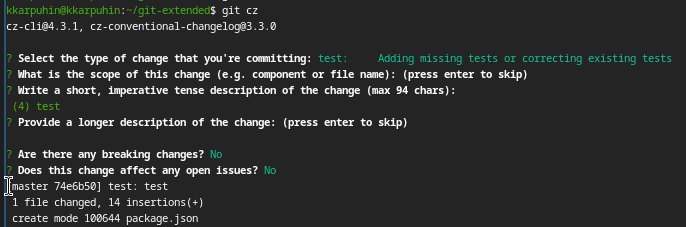 kkarpuhin@kkarpuhin:~/git-extended$ git cz
cz-cli@4.3.1, cz-conventional-changelog@3.3.0
? Select the type of change that you're committing: test:     Adding missing tests or correcting existing tests
? What is the scope of this change (e.g. component or file name): (press enter to skip)
? Write a short, imperative tense description of the change (max 94 chars):
(4) test
? Provide a longer description of the change: (press enter to skip)
? Are there any breaking changes? No
? Does this change affect any open issues? No
[master 74e6b50] test: test
1 file changed, 14 insertions(+)
create mode 100644 package.json